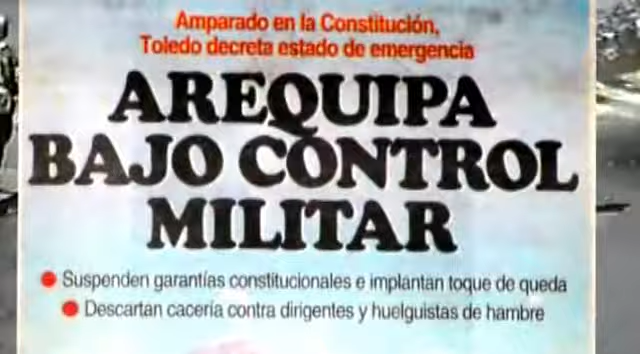 Amparado en la Constitución,
Toledo decreta estado de emergencia
AREQUIPA
BAJO CONTROL
MILITAR
● Suspenden garantías constitucionales e implantan toque de queda
● Descartan cacería contra dirigentes y huelguistas de hambre